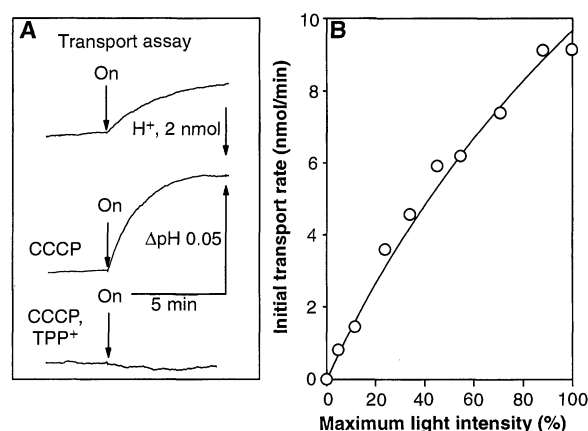 A
Transport assay
On
H⁺, 2 nmol
On
CCCP
ΔpH 0.05
On
5 min
CCCP,
TPP⁺
B
Initial transport rate (nmol/min)
10
8
6
4
2
0
0 20 40 60 80 100
Maximum light intensity (%)